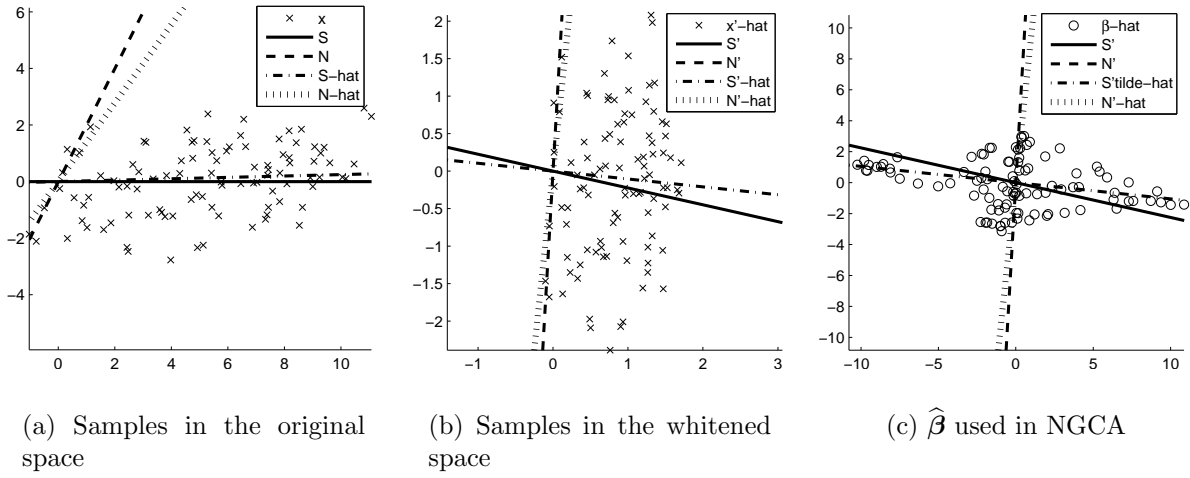 6
4
2
0
−2
−4
0 2 4 6 8 10
x
S
N
S−hat
N−hat
2
1.5
1
0.5
0
−0.5
−1
−1.5
−2
−1 0 1 2 3
x'−hat
S'
N'
S'−hat
N'−hat
10
8
6
4
2
0
−2
−4
−6
−8
−10
−10 −5 0 5 10
β−hat
S'
N'
S'tilde−hat
N'−hat
(a) Samples in the original
space
(b) Samples in the whitened
space
(c) β̂ used in NGCA